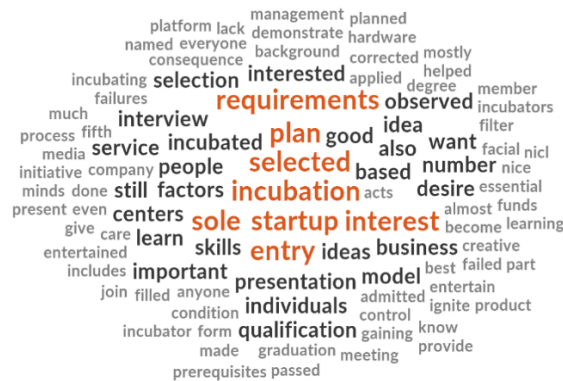 management planned
platform lack demonstrate hardware
named everyone background corrected mostly
consequence
incubating selection interested applied helped
degree
failures requirements observed member
incubators
much interview plan good idea filter
process fifth service incubated also want facial nicl
media selected
initiative company people based number nice
minds done still factors incubation acts desire essential
present even centers sole startup interest almost funds
give care learn become learning
entertained skills entry ideas business creative
includes important presentation model best failed part
join filled anyone individuals admitted entertain
condition control ignite product
incubator form qualification gaining know
made graduation meeting provide
prerequisites passed